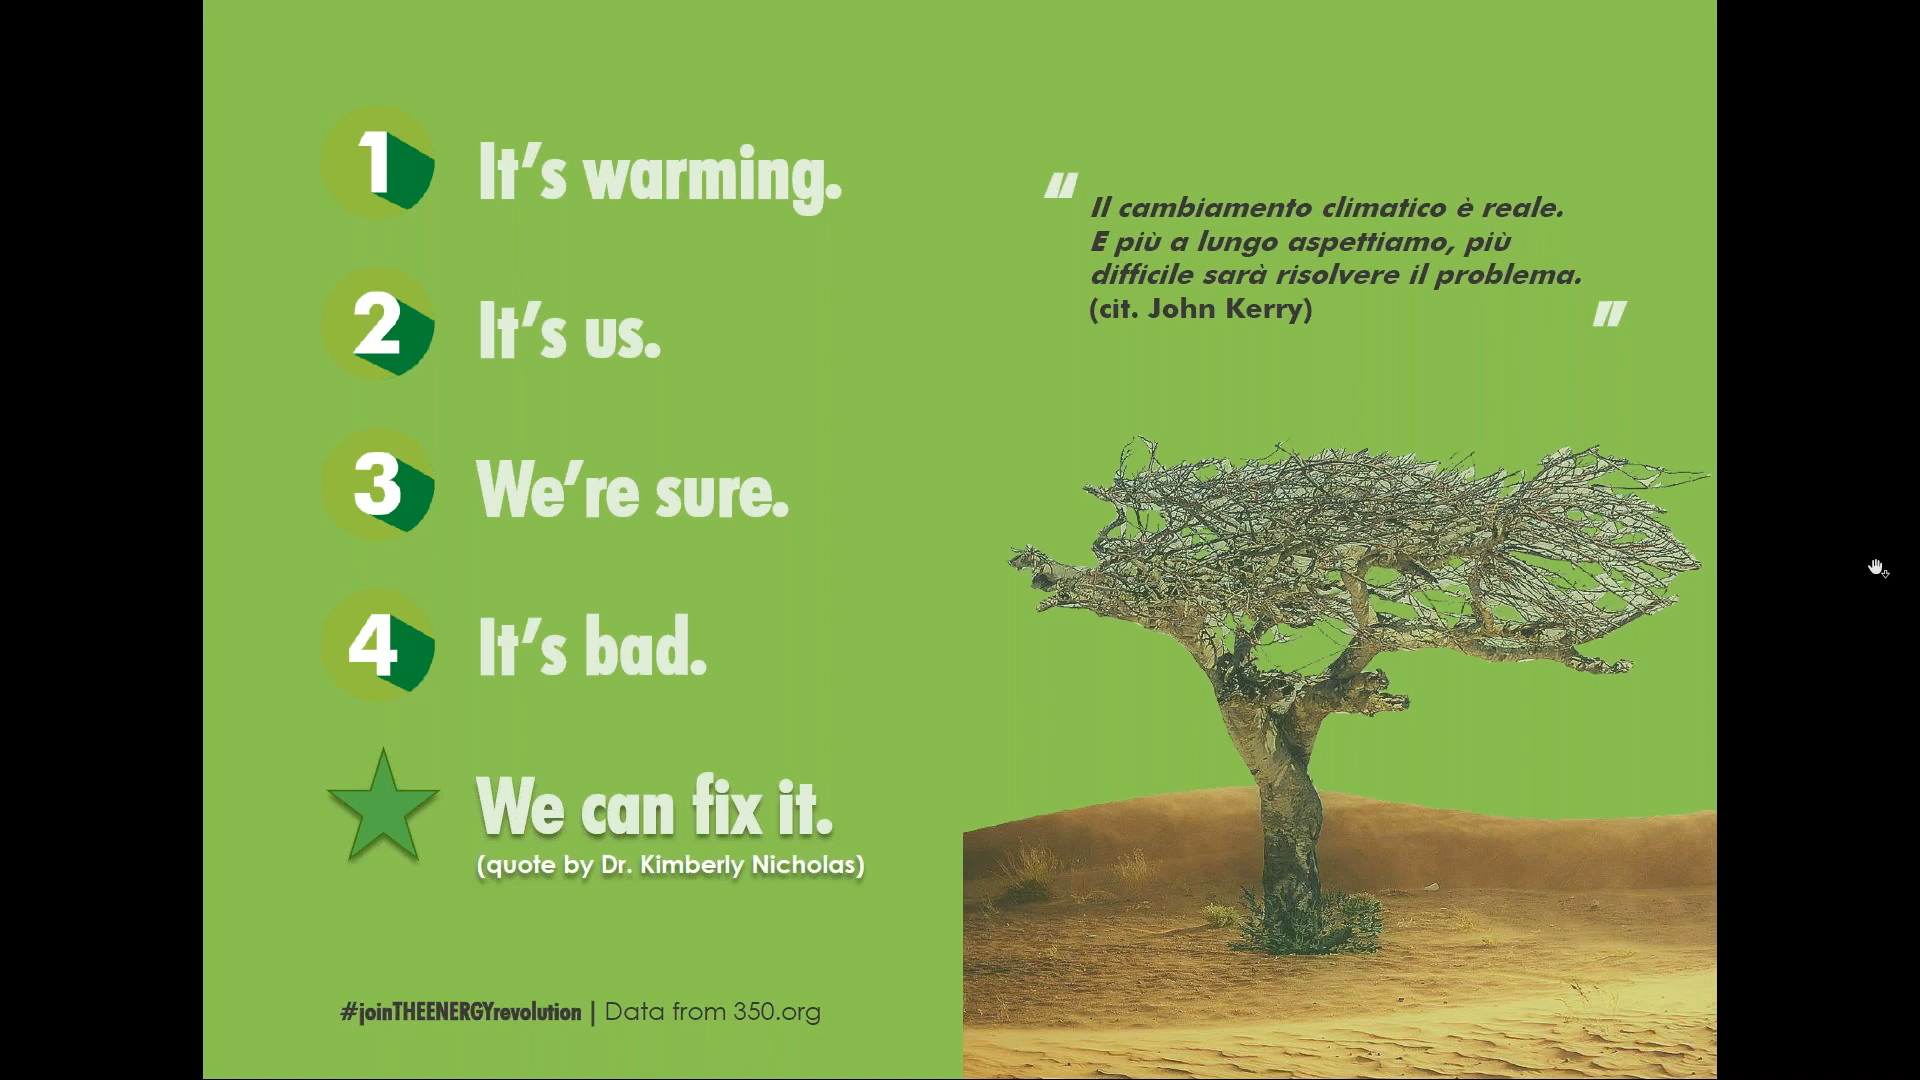 1 It's warming.
2 It's us.
3 We're sure.
4 It's bad.
We can fix it.
(quote by Dr. Kimberly Nicholas)
#joinTHEENERGYrevolution | Data from 350.org
"Il cambiamento climatico è reale.
E più a lungo aspettiamo, più
difficile sarà risolvere il problema.
(cit. John Kerry)"